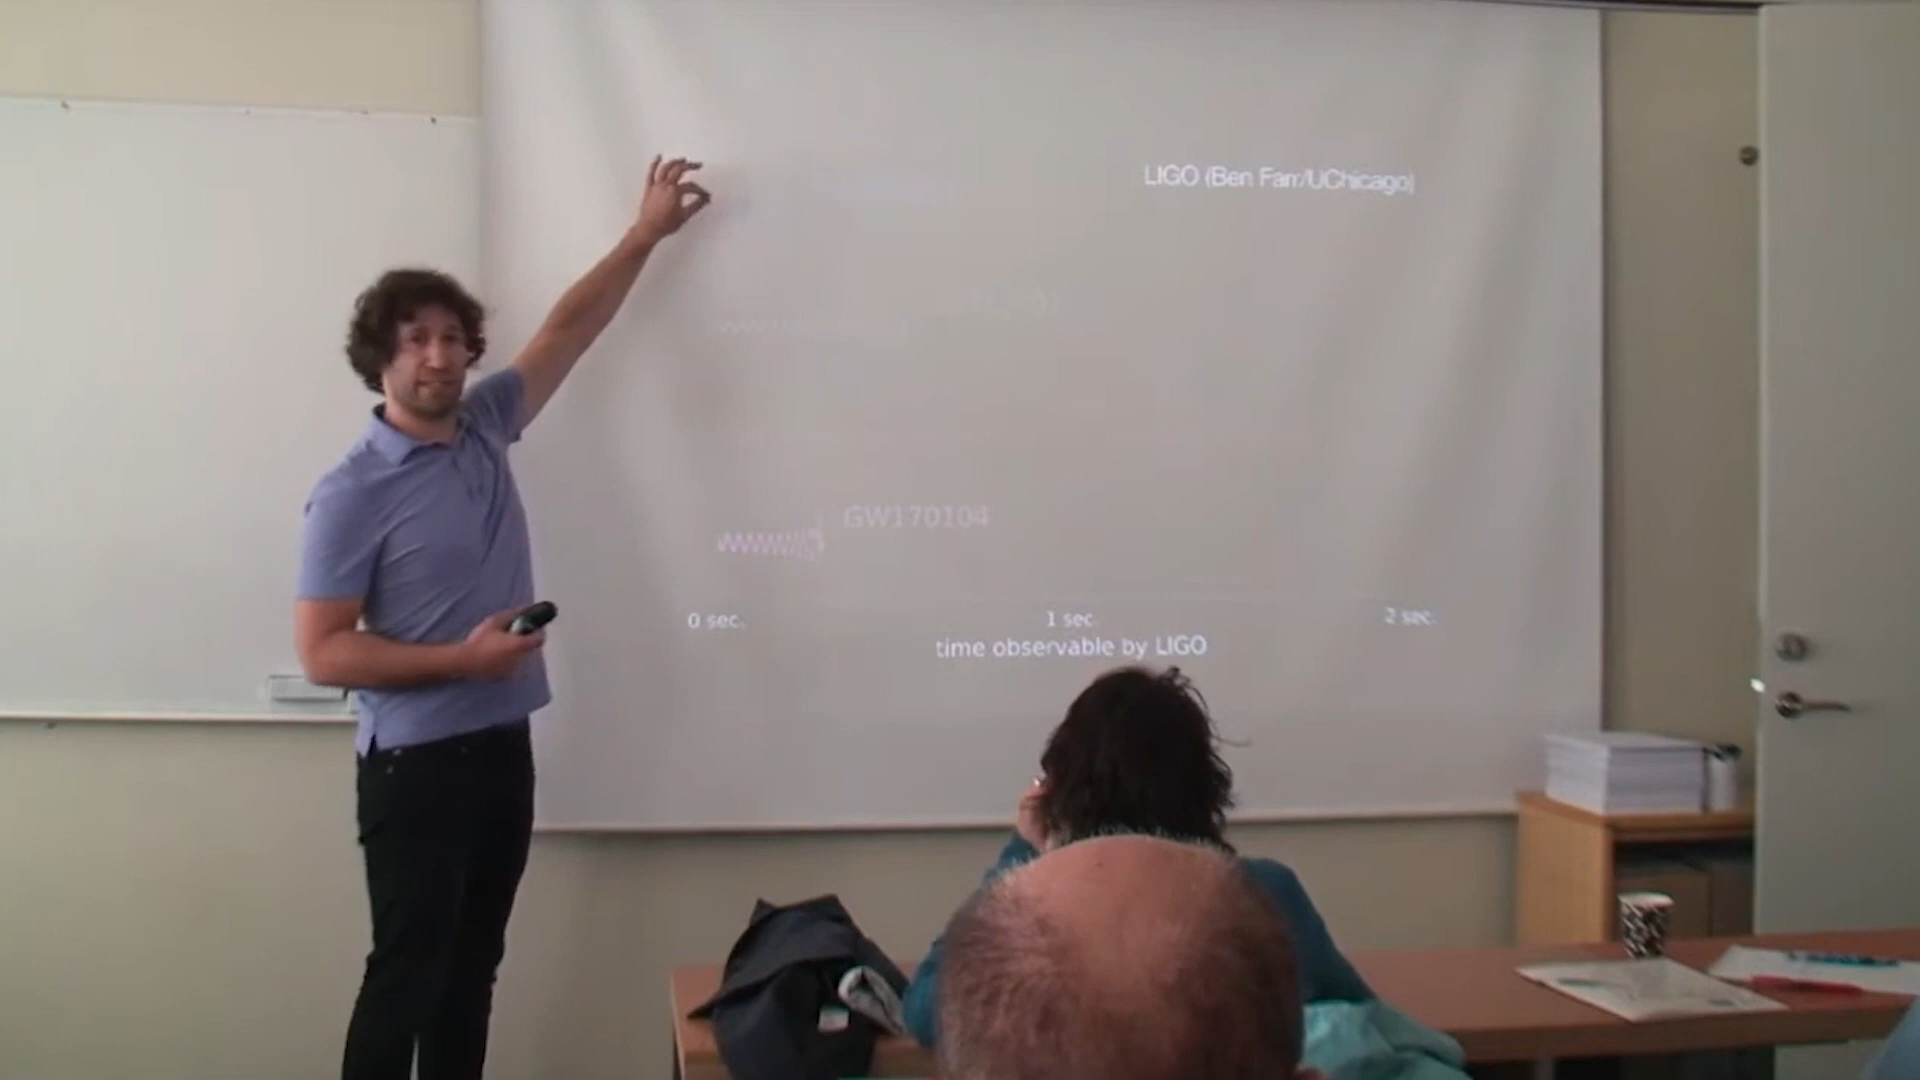 LIGO (Ben Farr/UChicago)
GW170104
0 sec.
1 sec.
2 sec.
time observable by LIGO